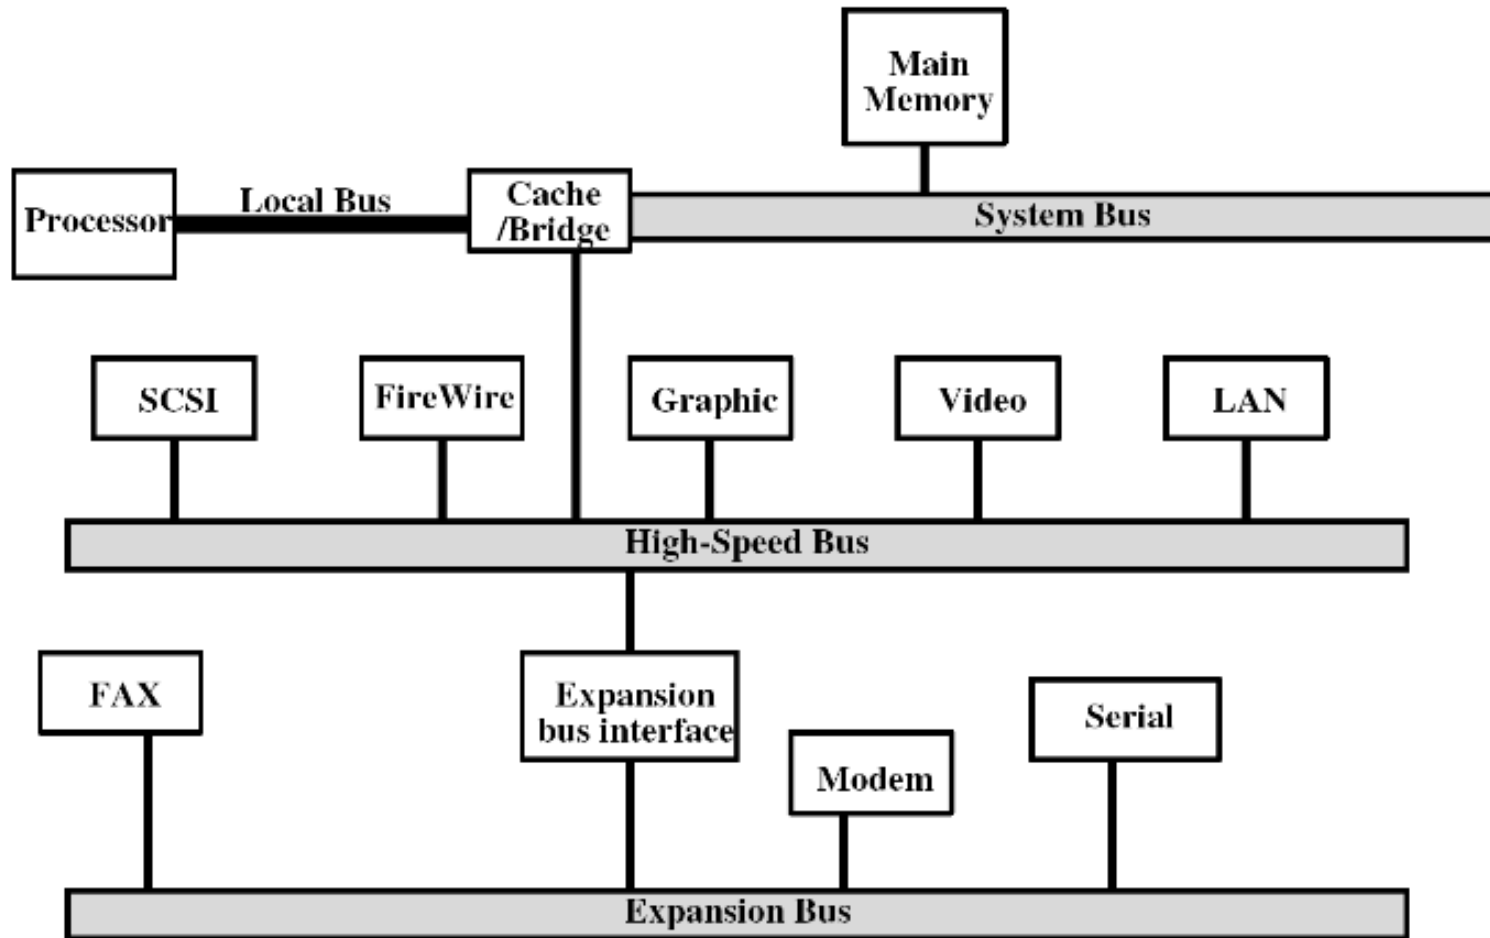 Main
Memory
Processor
Local Bus
Cache
/Bridge
System Bus
SCSI
FireWire
Graphic
Video
LAN
High-Speed Bus
FAX
Expansion
bus interface
Modem
Serial
Expansion Bus